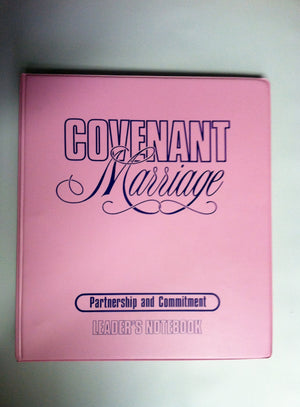 COVENANT
Marriage
Partnership and Commitment
LEADER'S NOTEBOOK